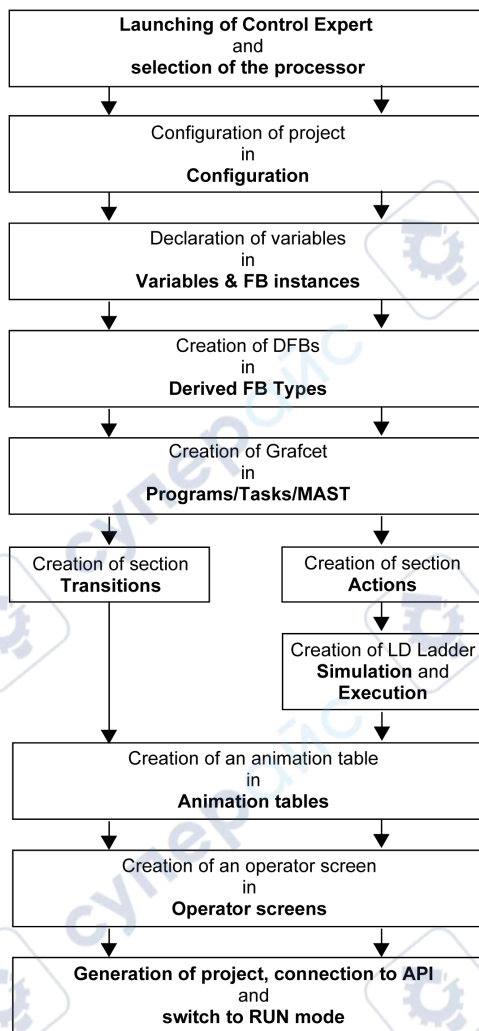 Launching of Control Expert
and
selection of the processor
Configuration of project
in
Configuration
Declaration of variables
in
Variables & FB instances
Creation of DFBs
in
Derived FB Types
Creation of Grafcet
in
Programs/Tasks/MAST
Creation of section
Transitions
Creation of section
Actions
Creation of LD Ladder
Simulation and
Execution
Creation of an animation table
in
Animation tables
Creation of an operator screen
in
Operator screens
Generation of project, connection to API
and
switch to RUN mode
суперайс
суперайс